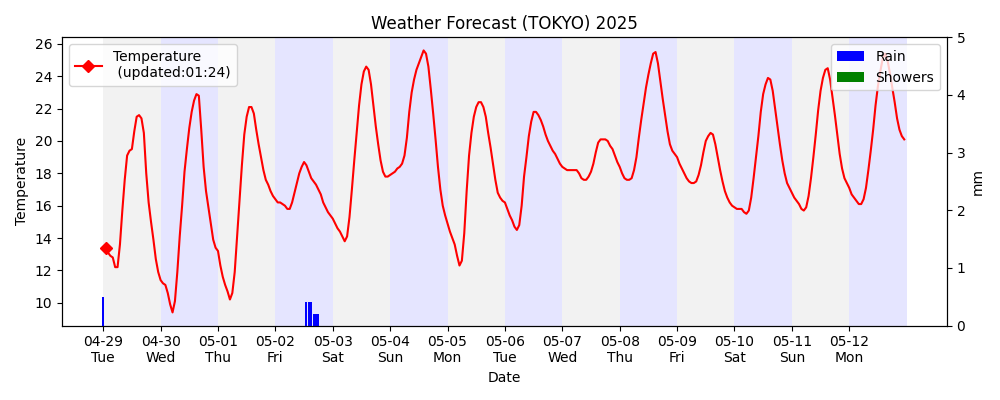 Weather Forecast (TOKYO) 2025
Temperature
(updated:01:24)
Rain
Showers
Temperature
26
24
22
20
18
16
14
12
10
5
4
3
2
1
0
mm
04-29 04-30 05-01 05-02 05-03 05-04 05-05 05-06 05-07 05-08 05-09 05-10 05-11 05-12
Tue Wed Thu Fri Sat Sun Mon Tue Wed Thu Fri Sat Sun Mon
Date